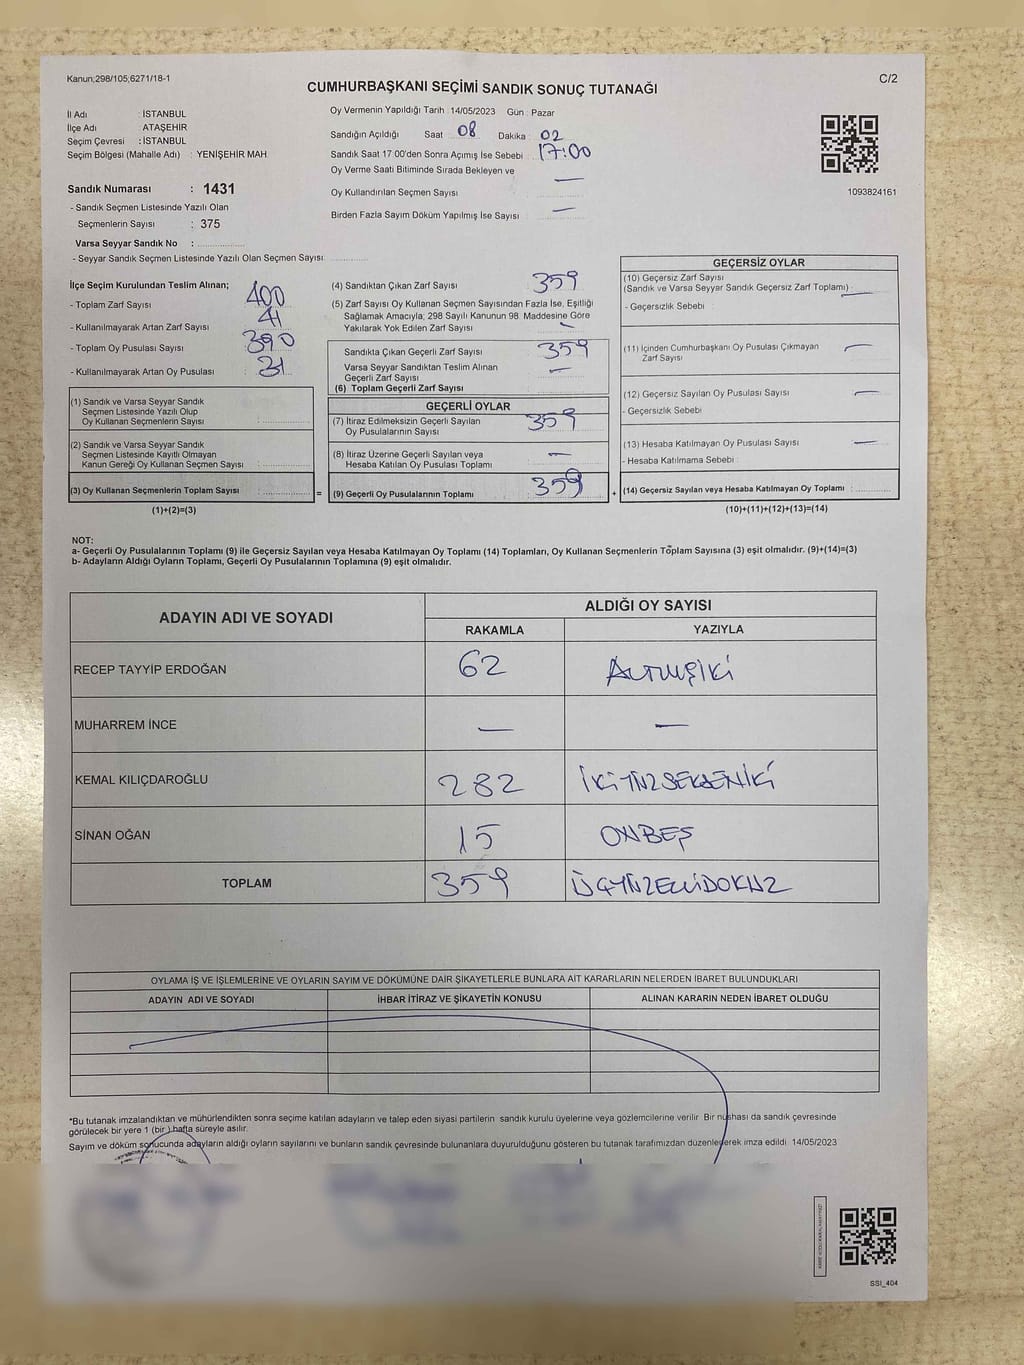 Kanun;298/105;6271/18-1
C/2
CUMHURBAŞKANI SEÇİMİ SANDIK SONUÇ TUTANAĞI
İl Adı : İSTANBUL
İlçe Adı ATAŞEHİR
Seçim Çevresi : İSTANBUL
Seçim Bölgesi (Mahalle Adı) : YENİŞEHİR MAH.
Sandık Numarası : 1431
- Sandık Seçmen Listesinde Yazılı Olan
Seçmenlerin Sayısı : 375
Varsa Seyyar Sandık No :
- Seyyar Sandık Seçmen Listesinde Yazılı Olan Seçmen Sayısı
Oy Vermenin Yapıldığı Tarih : 14/05/2023 Gün : Pazar
Sandığın Açıldığı Saat 08 Dakika : 02
Sandık Saat 17 00'den Sonra Açımış İse Sebebi 17:00
Oy Verme Saati Bitiminde Sırada Bekleyen ve
Oy Kullandırılan Seçmen Sayısı —
Birden Fazla Sayım Döküm Yapılmış İse Sayısı —
1093824161
İlçe Seçim Kurulundan Teslim Alınan;
- Toplam Zarf Sayısı 400
- Kullanılmayarak Artan Zarf Sayısı 41
- Toplam Oy Pusulası Sayısı 390
- Kullanılmayarak Artan Oy Pusulası 31
(1) Sandık ve Varsa Seyyar Sandık
Seçmen Listesinde Yazılı Olup
Oy Kullanan Seçmenlerin Sayısı :
(2) Sandık ve Varsa Seyyar Sandık
Seçmen Listesinde Kayıtlı Olmayan
Kanun Gereği Oy Kullanan Seçmen Sayısı :
(3) Oy Kullanan Seçmenlerin Toplam Sayısı :
(1)+(2)=(3)
(4) Sandıktan Çıkan Zarf Sayısı 359
(5) Zarf Sayısı Oy Kullanan Seçmen Sayısından Fazla İse, Eşitliği
Sağlamak Amacıyla; 298 Sayılı Kanunun 98. Maddesine Göre
Yakılarak Yok Edilen Zarf Sayısı —
Sandıkta Çıkan Geçerli Zarf Sayısı 359
Varsa Seyyar Sandıktan Teslim Alınan
Geçerli Zarf Sayısı —
(6) Toplam Geçerli Zarf Sayısı
GEÇERLİ OYLAR
(7) İtiraz Edilmeksizin Geçerli Sayılan
Oy Pusulalarının Sayısı 359
(8) İtiraz Üzerine Geçerli Sayılan veya
Hesaba Katılan Oy Pusulası Toplamı —
= (9) Geçerli Oy Pusulalarının Toplamı 359 +
GEÇERSİZ OYLAR
(10) Geçersiz Zarf Sayısı
(Sandık ve Varsa Seyyar Sandık Geçersiz Zarf Toplamı) —
- Geçersizlik Sebebi :
(11) İçinden Cumhurbaşkanı Oy Pusulası Çıkmayan
Zarf Sayısı —
(12) Geçersiz Sayılan Oy Pusulası Sayısı —
- Geçersizlik Sebebi :
(13) Hesaba Katılmayan Oy Pusulası Sayısı —
- Hesaba Katılmama Sebebi :
(14) Geçersiz Sayılan veya Hesaba Katılmayan Oy Toplamı :
(10)+(11)+(12)+(13)=(14)
NOT:
a- Geçerli Oy Pusulalarının Toplamı (9) ile Geçersiz Sayılan veya Hesaba Katılmayan Oy Toplamı (14) Toplamları, Oy Kullanan Seçmenlerin Toplam Sayısına (3) eşit olmalıdır. (9)+(14)=(3)
b- Adayların Aldığı Oyların Toplamı, Geçerli Oy Pusulalarının Toplamına (9) eşit olmalıdır.
ADAYIN ADI VE SOYADI
ALDIĞI OY SAYISI
RAKAMLA YAZIYLA
RECEP TAYYİP ERDOĞAN 62 ALTMIŞİKİ
MUHARREM İNCE — —
KEMAL KILIÇDAROĞLU 282 İKİYÜZSEKSENİKİ
SİNAN OĞAN 15 ONBEŞ
TOPLAM 359 ÜÇYÜZELLİDOKUZ
OYLAMA İŞ VE İŞLEMLERİNE VE OYLARIN SAYIM VE DÖKÜMÜNE DAİR ŞİKAYETLERLE BUNLARA AİT KARARLARIN NELERDEN İBARET BULUNDUKLARI
ADAYIN ADI VE SOYADI İHBAR İTİRAZ VE ŞİKAYETİN KONUSU ALINAN KARARIN NEDEN İBARET OLDUĞU
*Bu tutanak imzalandıktan ve mühürlendikten sonra seçime katılan adayların ve talep eden siyasi partilerin sandık kurulu üyelerine veya gözlemcilerine verilir. Bir nüshası da sandık çevresinde
görülecek bir yere 1 (bir ) hafta süreyle asılır.
Sayım ve döküm sonucunda adayların aldığı oyların sayılarını ve bunların sandık çevresinde bulunanlara duyurulduğunu gösteren bu tutanak tarafımızdan düzenlenerek imza edildi. 14/05/2023
SSI_404